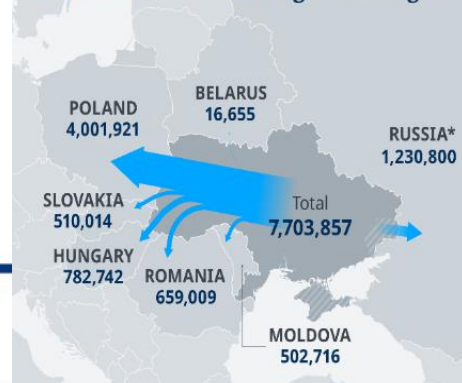 POLAND
4,001,921
BELARUS
16,655
RUSSIA*
1,230,800
SLOVAKIA
510,014
Total
7,703,857
HUNGARY
782,742
ROMANIA
659,009
MOLDOVA
502,716